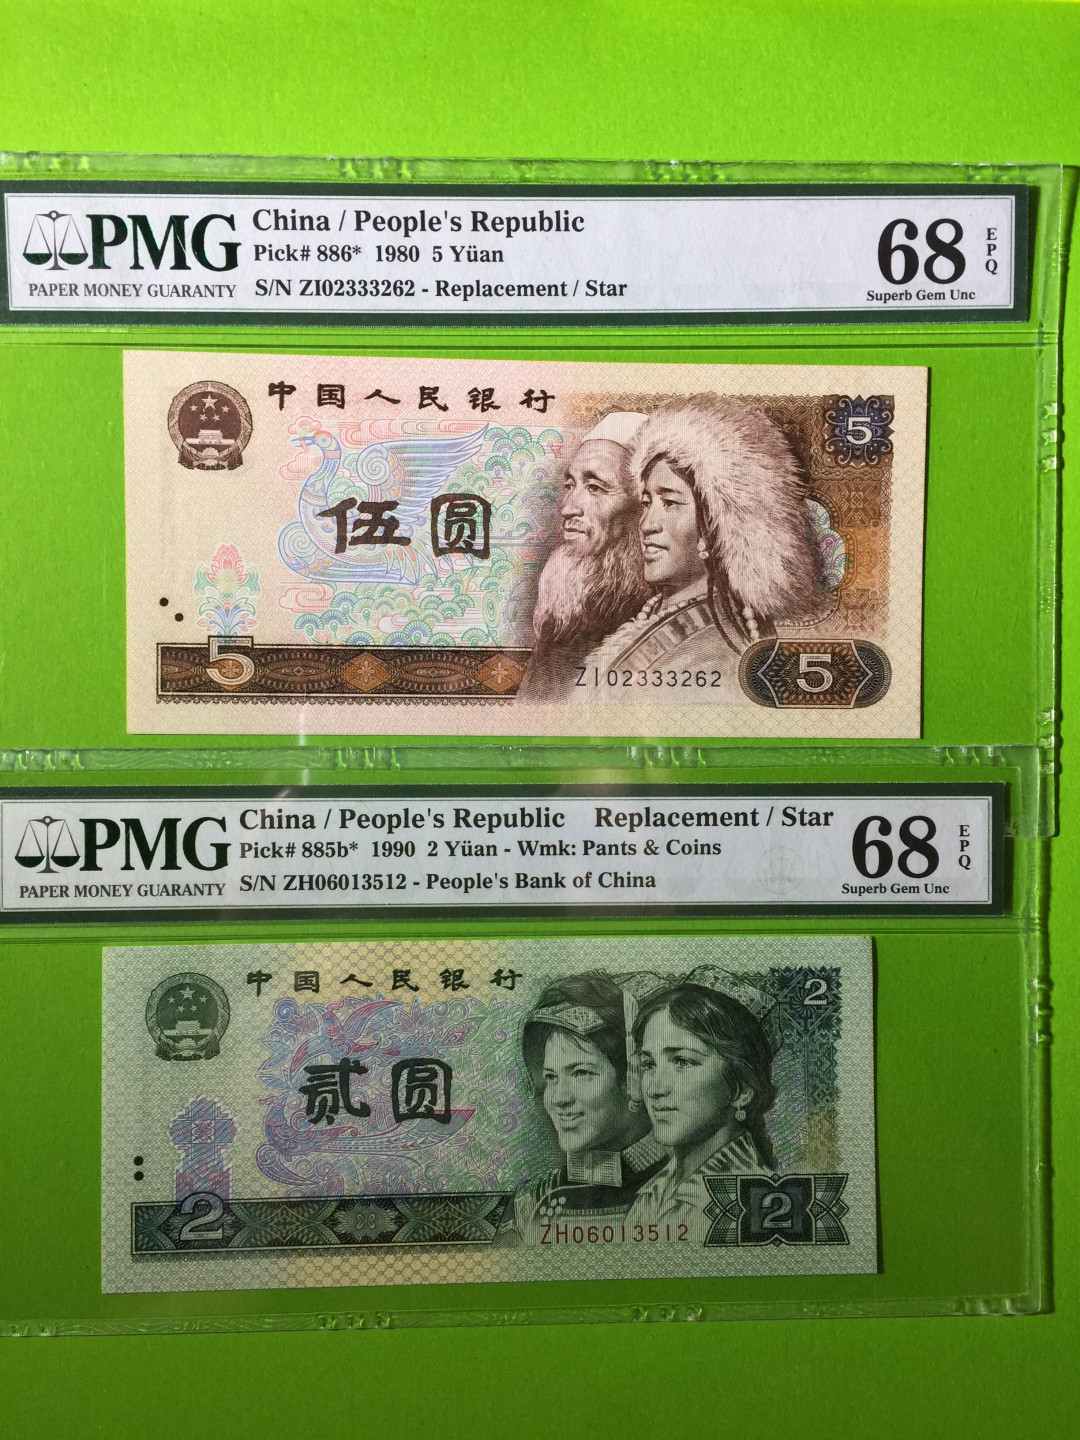 PMG
PAPER MONEY GUARANTY
China / People's Republic
Pick# 886* 1980 5 Yüan
S/N ZI02333262 - Replacement / Star
68
EPQ
Superb Gem Unc
中国人民银行
5
伍圆
5
ZI02333262
5
PMG
PAPER MONEY GUARANTY
China / People's Republic Replacement / Star
Pick# 885b* 1990 2 Yüan - Wmk: Pants & Coins
S/N ZH06013512 - People's Bank of China
68
EPQ
Superb Gem Unc
中国人民银行
2
贰圆
2
ZH06013512
2